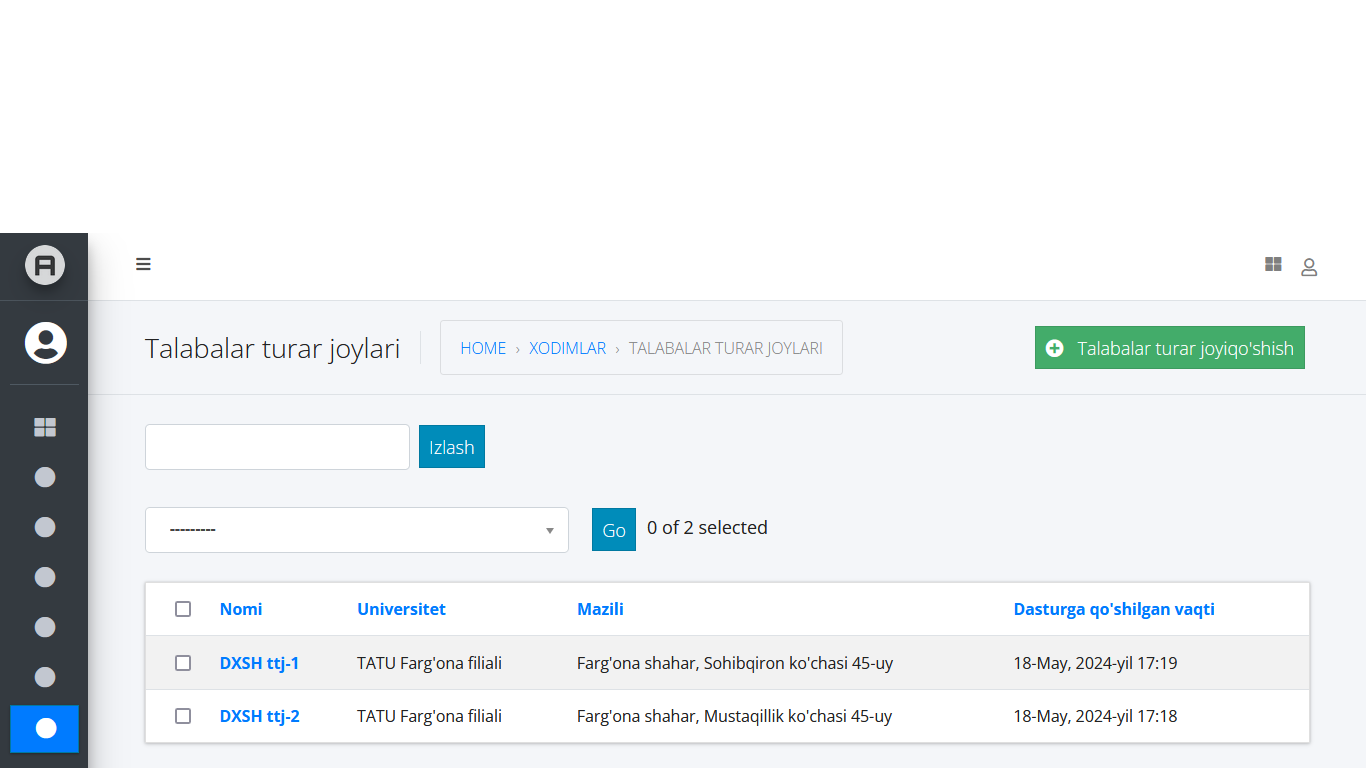 Talabalar turar joylari
HOME › XODIMLAR › TALABALAR TURAR JOYLARI
Talabalar turar joyiqo'shish
Izlash
---------
Go
0 of 2 selected
Nomi Universitet Mazili Dasturga qo'shilgan vaqti
DXSH ttj-1 TATU Farg'ona filiali Farg'ona shahar, Sohibqiron ko'chasi 45-uy 18-May, 2024-yil 17:19
DXSH ttj-2 TATU Farg'ona filiali Farg'ona shahar, Mustaqillik ko'chasi 45-uy 18-May, 2024-yil 17:18